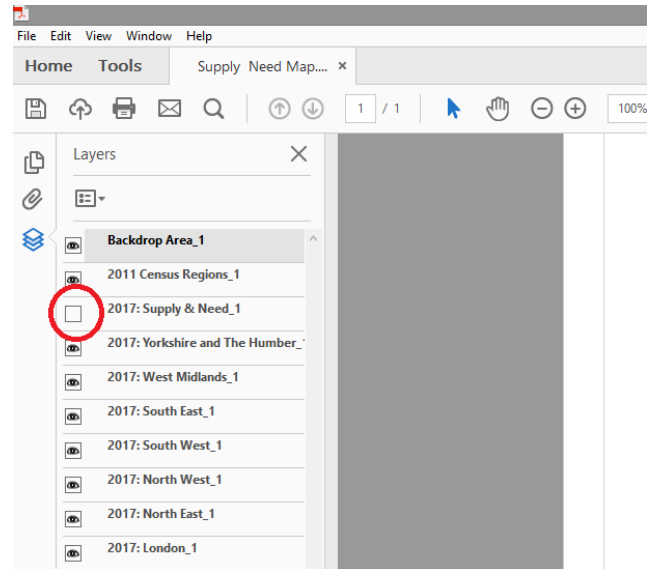 File Edit View Window Help
Home Tools Supply Need Map.... ×
1 / 1 100%
Layers
Backdrop Area_1
2011 Census Regions_1
2017: Supply & Need_1
2017: Yorkshire and The Humber_1
2017: West Midlands_1
2017: South East_1
2017: South West_1
2017: North West_1
2017: North East_1
2017: London_1